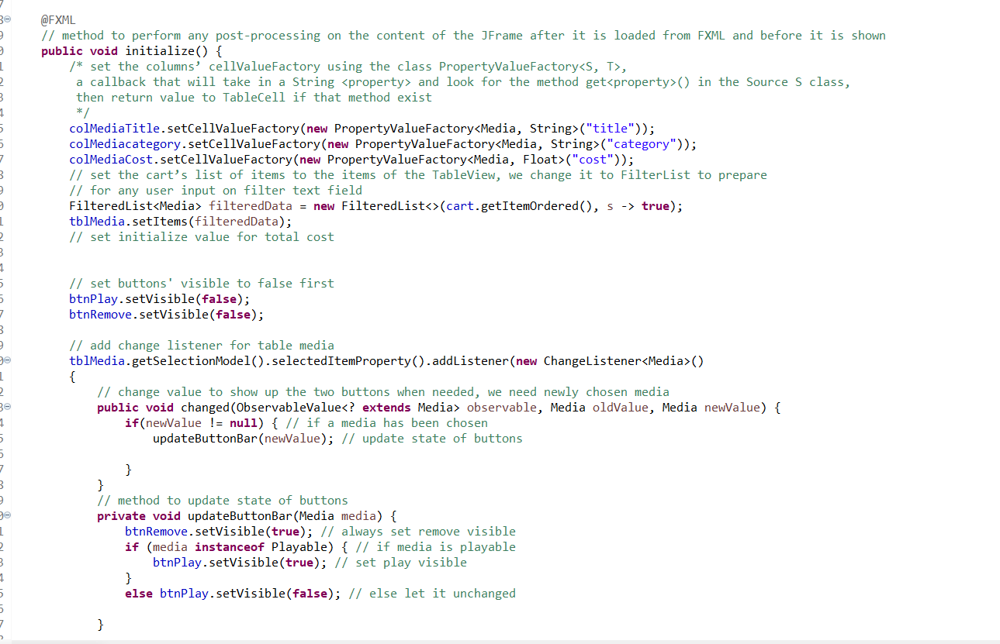 @FXML
// method to perform any post-processing on the content of the JFrame after it is loaded from FXML and before it is shown
public void initialize() {
/* set the columns’ cellValueFactory using the class PropertyValueFactory<S, T>,
a callback that will take in a String <property> and look for the method get<property>() in the Source S class,
then return value to TableCell if that method exist
*/
colMediaTitle.setCellValueFactory(new PropertyValueFactory<Media, String>("title"));
colMediacategory.setCellValueFactory(new PropertyValueFactory<Media, String>("category"));
colMediaCost.setCellValueFactory(new PropertyValueFactory<Media, Float>("cost"));
// set the cart’s list of items to the items of the TableView, we change it to FilterList to prepare
// for any user input on filter text field
FilteredList<Media> filteredData = new FilteredList<>(cart.getItemOrdered(), s -> true);
tblMedia.setItems(filteredData);
// set initialize value for total cost
// set buttons' visible to false first
btnPlay.setVisible(false);
btnRemove.setVisible(false);
// add change listener for table media
tblMedia.getSelectionModel().selectedItemProperty().addListener(new ChangeListener<Media>()
{
// change value to show up the two buttons when needed, we need newly chosen media
public void changed(ObservableValue<? extends Media> observable, Media oldValue, Media newValue) {
if(newValue != null) { // if a media has been chosen
updateButtonBar(newValue); // update state of buttons
}
}
// method to update state of buttons
private void updateButtonBar(Media media) {
btnRemove.setVisible(true); // always set remove visible
if (media instanceof Playable) { // if media is playable
btnPlay.setVisible(true); // set play visible
}
else btnPlay.setVisible(false); // else let it unchanged
}